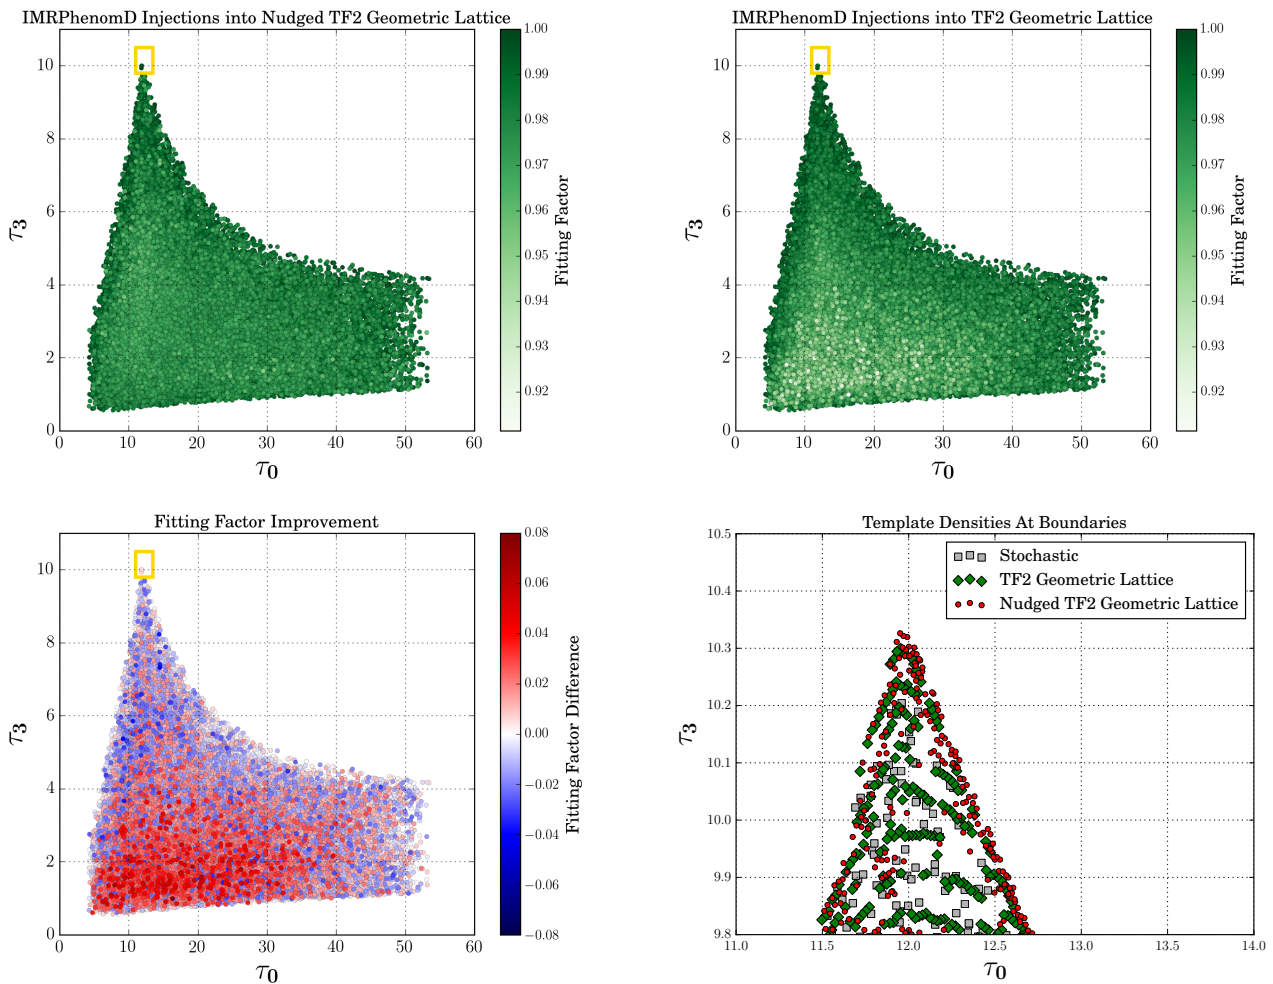 IMRPhenomD Injections into Nudged TF2 Geometric Lattice
10
8
6
4
2
0
τ3
0 10 20 30 40 50 60
τ0
1.00
0.99
0.98
0.97
0.96
0.95
0.94
0.93
0.92
Fitting Factor
IMRPhenomD Injections into TF2 Geometric Lattice
10
8
6
4
2
0
τ3
0 10 20 30 40 50 60
τ0
1.00
0.99
0.98
0.97
0.96
0.95
0.94
0.93
0.92
Fitting Factor
Fitting Factor Improvement
10
8
6
4
2
0
τ3
0 10 20 30 40 50 60
τ0
0.08
0.06
0.04
0.02
0.00
−0.02
−0.04
−0.06
−0.08
Fitting Factor Difference
Template Densities At Boundaries
10.5
10.4
10.3
10.2
10.1
10.0
9.9
9.8
τ3
11.0 11.5 12.0 12.5 13.0 13.5 14.0
τ0
Stochastic
TF2 Geometric Lattice
Nudged TF2 Geometric Lattice